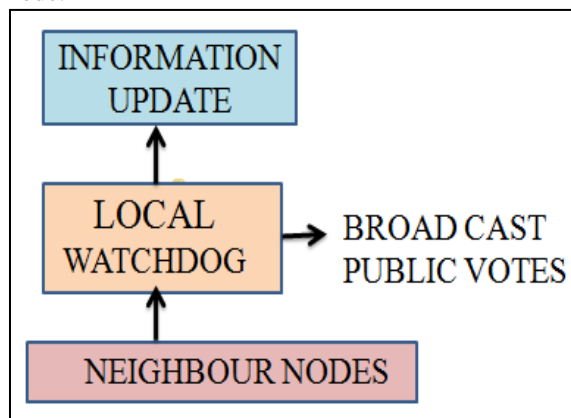 INFORMATION
UPDATE
LOCAL
WATCHDOG
BROAD CAST
PUBLIC VOTES
NEIGHBOUR NODES